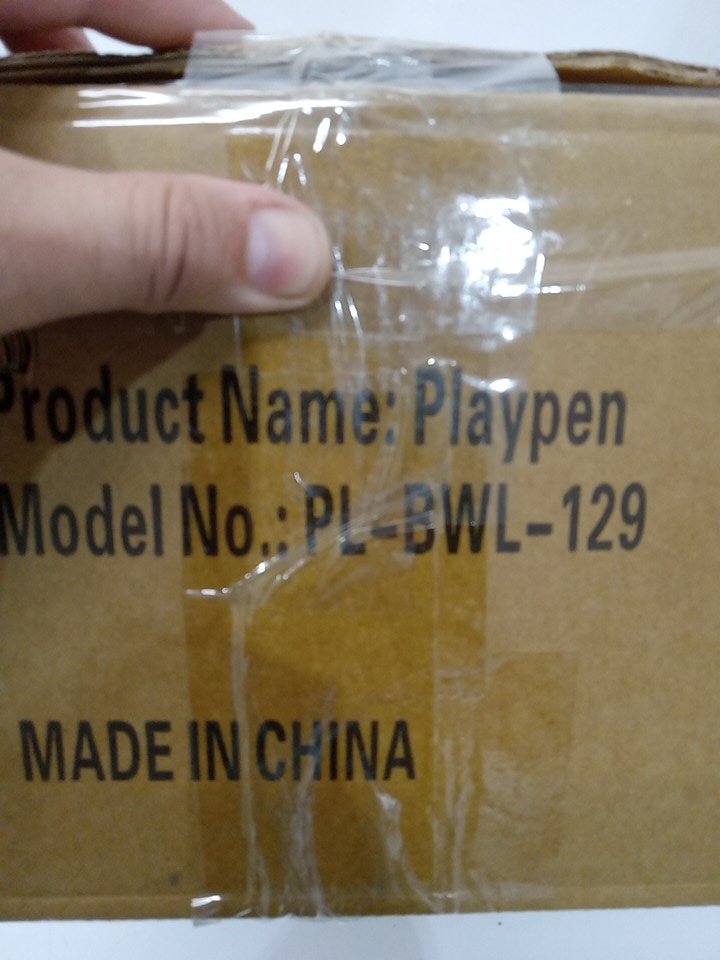 Product Name: Playpen
Model No.: PL-BWL-129
MADE IN CHINA